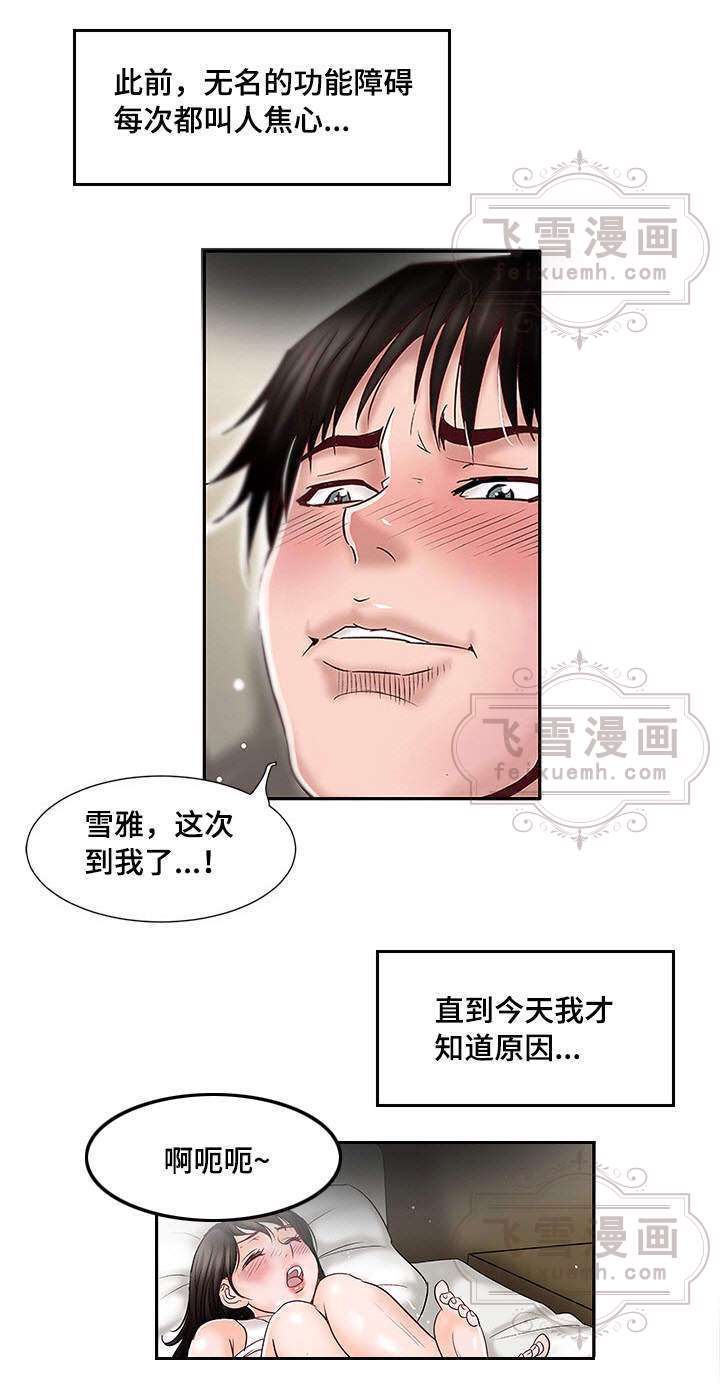 此前，无名的功能障碍
每次都叫人焦心...
飞雪漫画
feixuemh.com
飞雪漫画
feixuemh.com
雪雅，这次
到我了...！
直到今天我才
知道原因...
啊呃呃~
飞雪漫画
feixuemh.com